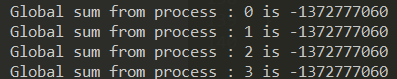 Global sum from process : 0 is -1372777060
Global sum from process : 1 is -1372777060
Global sum from process : 2 is -1372777060
Global sum from process : 3 is -1372777060